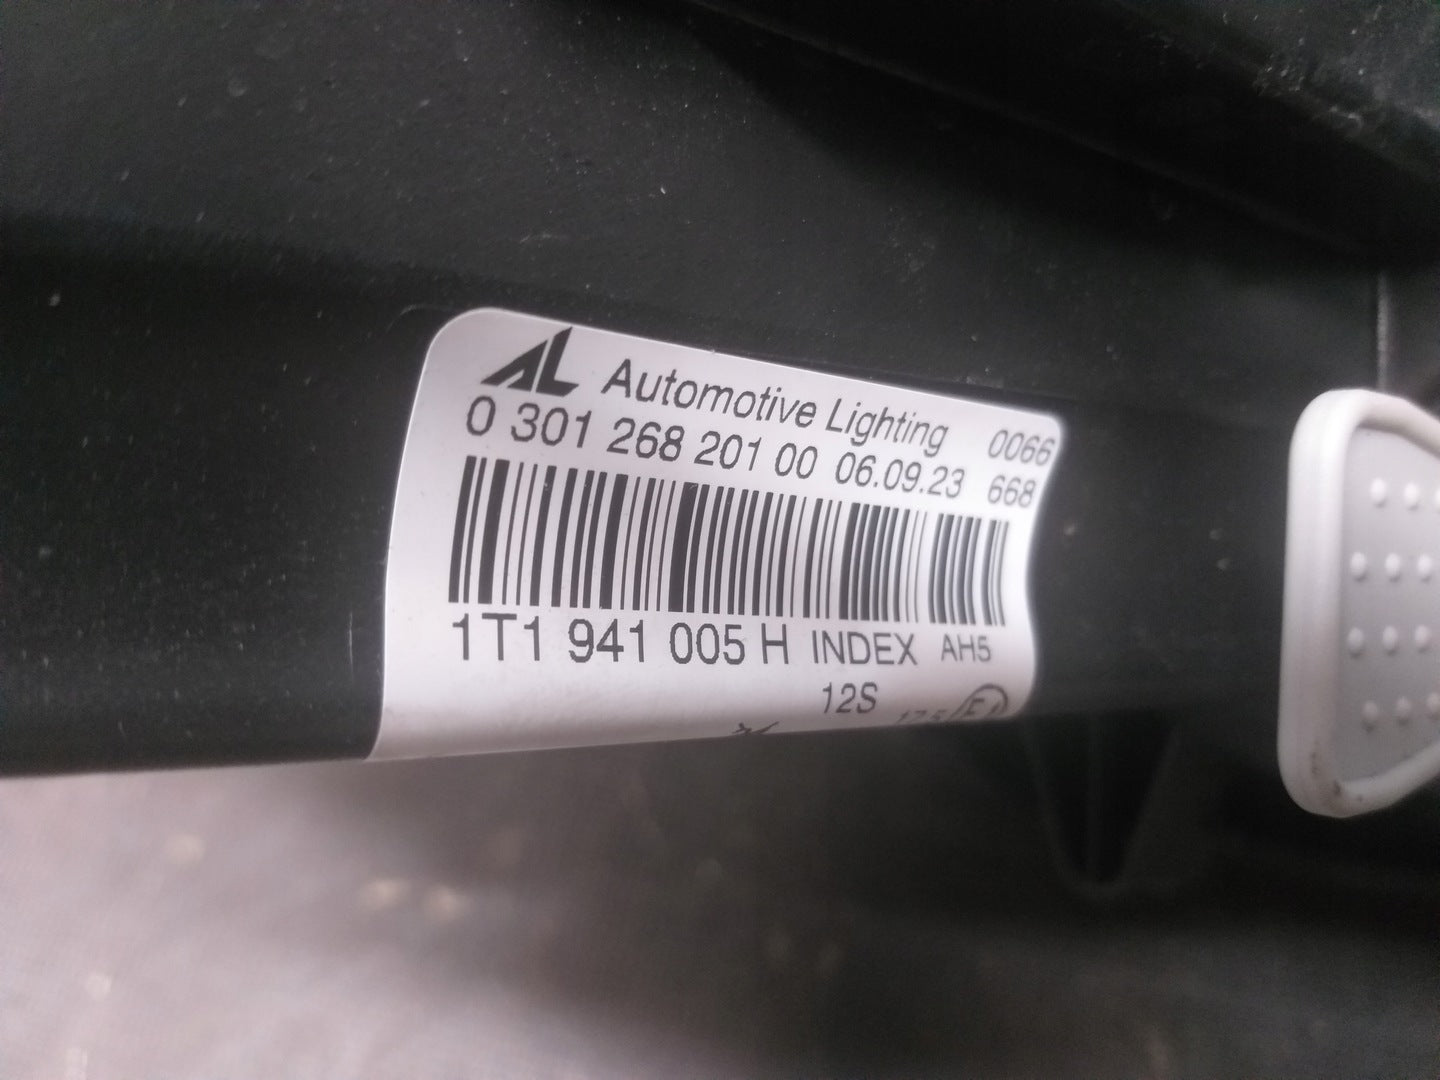 AL Automotive Lighting 0066
0 301 268 201 00 06.09.23 668
1T1 941 005 H INDEX AH5
12S